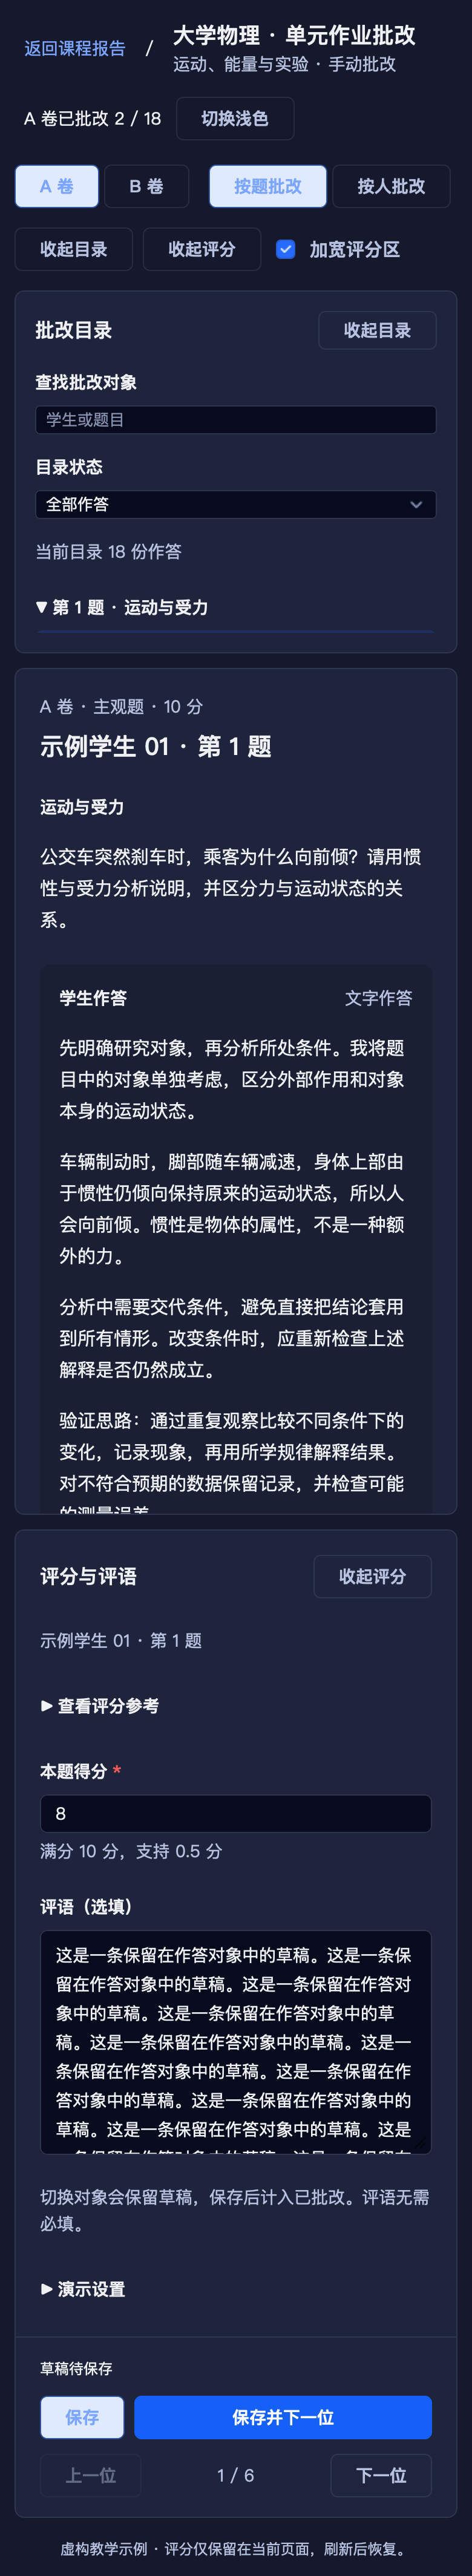 返回课程报告 / 大学物理 · 单元作业批改
运动、能量与实验 · 手动批改
A 卷已批改 2 / 18 切换浅色
A 卷 B 卷 按题批改 按人批改
收起目录 收起评分 加宽评分区
批改目录 收起目录
查找批改对象
学生或题目
目录状态
全部作答
当前目录 18 份作答
▼ 第 1 题 · 运动与受力
A 卷 · 主观题 · 10 分
示例学生 01 · 第 1 题
运动与受力
公交车突然刹车时，乘客为什么向前倾？请用惯
性与受力分析说明，并区分力与运动状态的关
系。
学生作答 文字作答
先明确研究对象，再分析所处条件。我将题
目中的对象单独考虑，区分外部作用和对象
本身的运动状态。
车辆制动时，脚部随车辆减速，身体上部由
于惯性仍倾向保持原来的运动状态，所以人
会向前倾。惯性是物体的属性，不是一种额
外的力。
分析中需要交代条件，避免直接把结论套用
到所有情形。改变条件时，应重新检查上述
解释是否仍然成立。
验证思路：通过重复观察比较不同条件下的
变化，记录现象，再用所学规律解释结果。
对不符合预期的数据保留记录，并检查可能
的测量误差
评分与评语 收起评分
示例学生 01 · 第 1 题
▶ 查看评分参考
本题得分 *
8
满分 10 分，支持 0.5 分
评语（选填）
这是一条保留在作答对象中的草稿。这是一条保
留在作答对象中的草稿。这是一条保留在作答对
象中的草稿。这是一条保留在作答对象中的草
稿。这是一条保留在作答对象中的草稿。这是一
条保留在作答对象中的草稿。这是一条保留在作
答对象中的草稿。这是一条保留在作答对象中的
草稿。这是一条保留在作答对象中的草稿。这是
一条保留在作答对象中的草稿。这是一条保留在
切换对象会保留草稿，保存后计入已批改。评语无需
必填。
▶ 演示设置
草稿待保存
保存 保存并下一位
上一位 1 / 6 下一位
虚构教学示例 · 评分仅保留在当前页面，刷新后恢复。